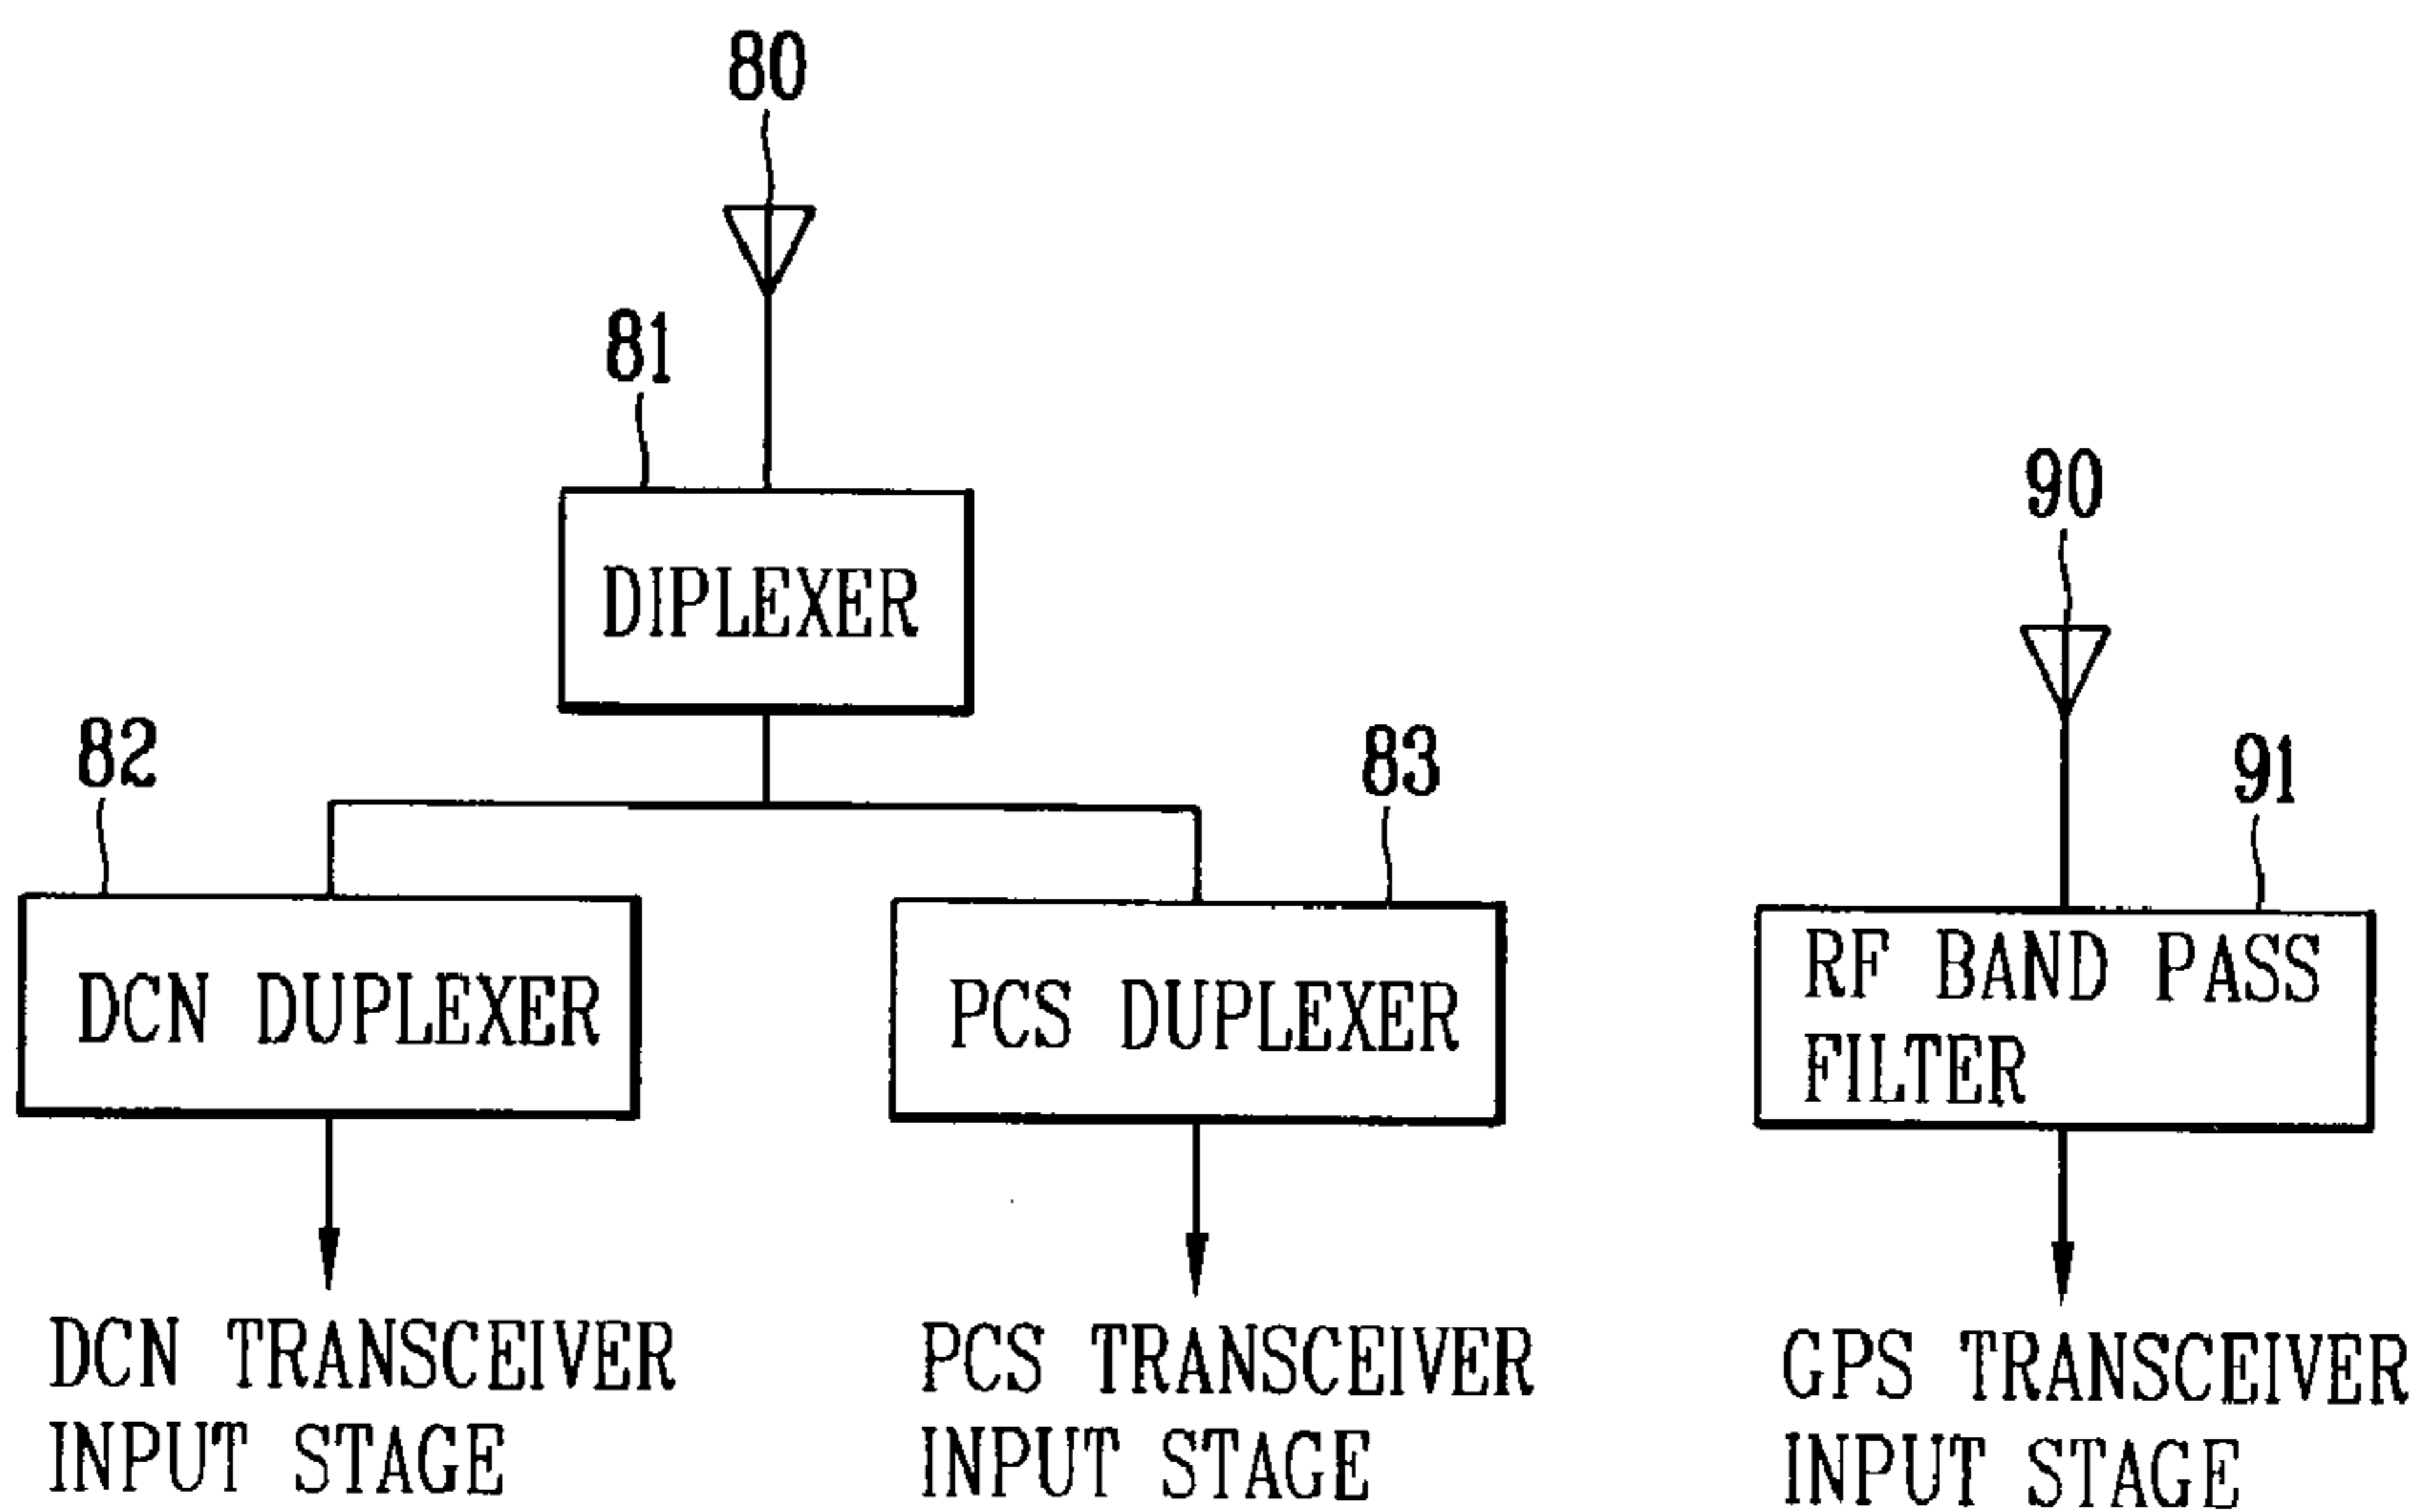 80
81
DIPLEXER
90
82
83
91
DCN DUPLEXER
PCS DUPLEXER
RF BAND PASS
FILTER
DCN TRANSCEIVER
INPUT STAGE
PCS TRANSCEIVER
INPUT STAGE
GPS TRANSCEIVER
INPUT STAGE